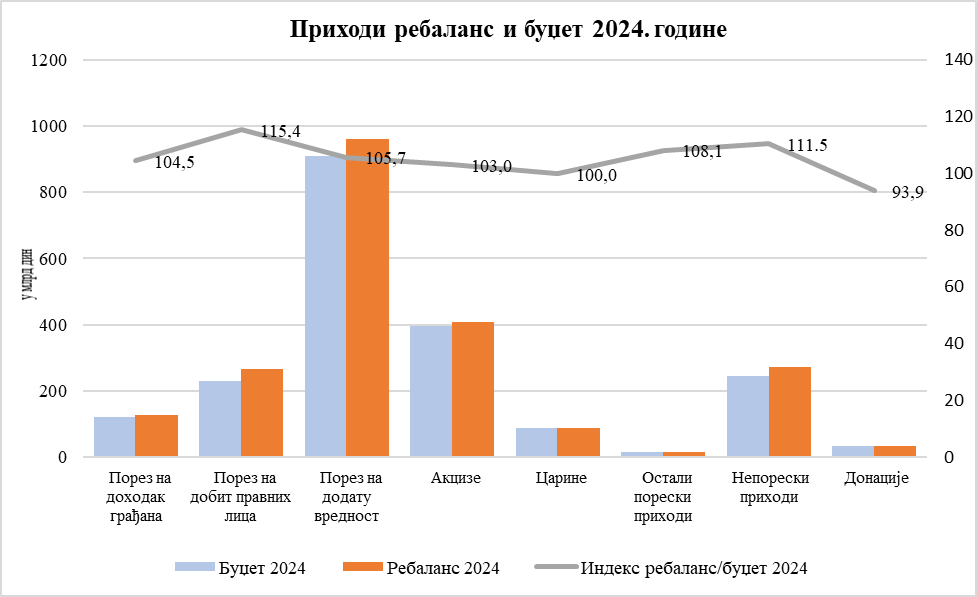 Приходи ребаланс и буџет 2024. године
1200
1000
800
600
400
200
0
у млрд дин
140
120
100
80
60
40
20
0
104,5
115,4
105,7
103,0
100,0
108,1
111.5
93,9
Порез на
доходак
грађана
Порез на
добит правних
лица
Порез на
додату
вредност
Акцизе
Царине
Остали
порески
приходи
Непорески
приходи
Донације
Буџет 2024
Ребаланс 2024
Индекс ребаланс/буџет 2024